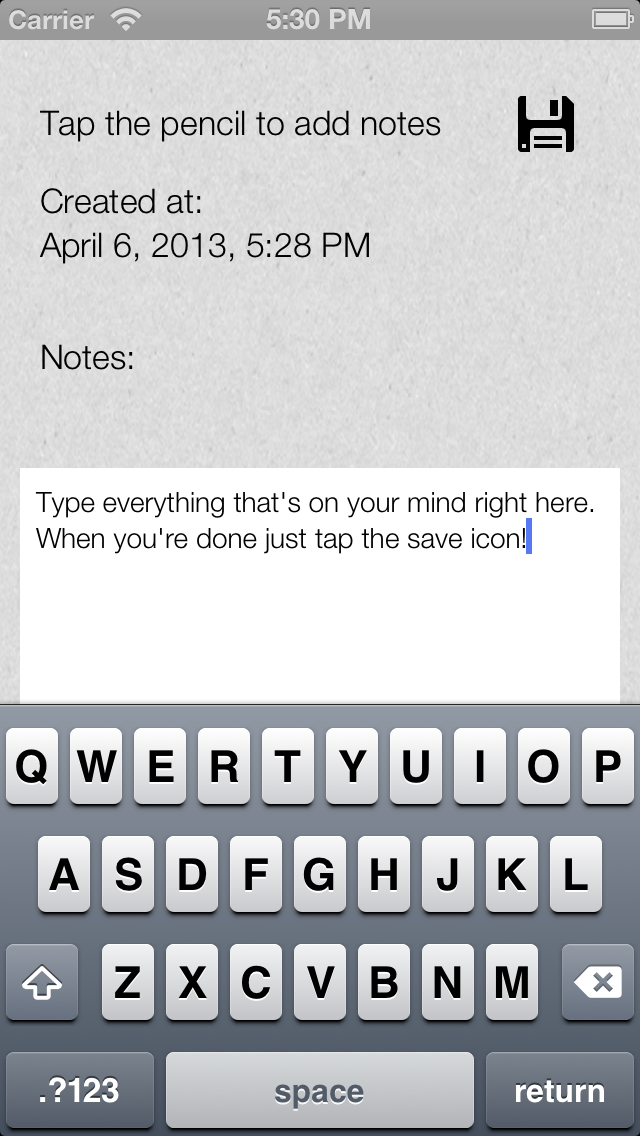 Carrier 5:30 PM
Tap the pencil to add notes
Created at:
April 6, 2013, 5:28 PM
Notes:
Type everything that's on your mind right here.
When you're done just tap the save icon!
Q W E R T Y U I O P
A S D F G H J K L
Z X C V B N M
.?123 space return